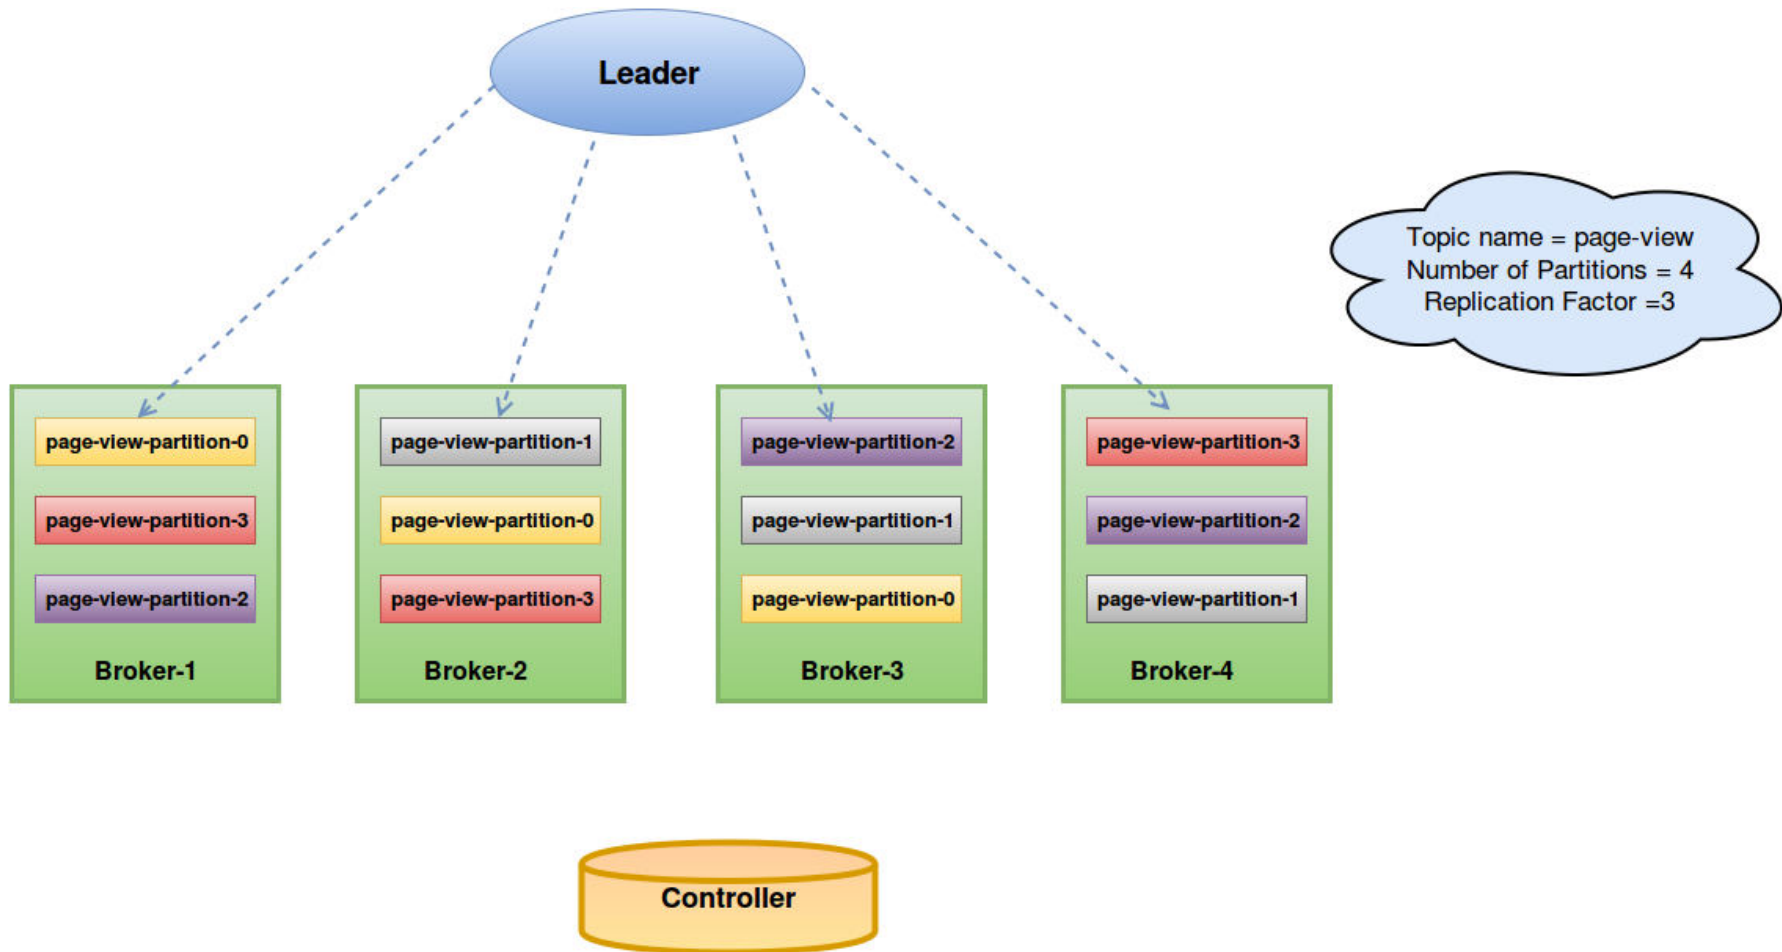 Leader
Topic name = page-view
Number of Partitions = 4
Replication Factor =3
page-view-partition-0
page-view-partition-3
page-view-partition-2
Broker-1
page-view-partition-1
page-view-partition-0
page-view-partition-3
Broker-2
page-view-partition-2
page-view-partition-1
page-view-partition-0
Broker-3
page-view-partition-3
page-view-partition-2
page-view-partition-1
Broker-4
Controller